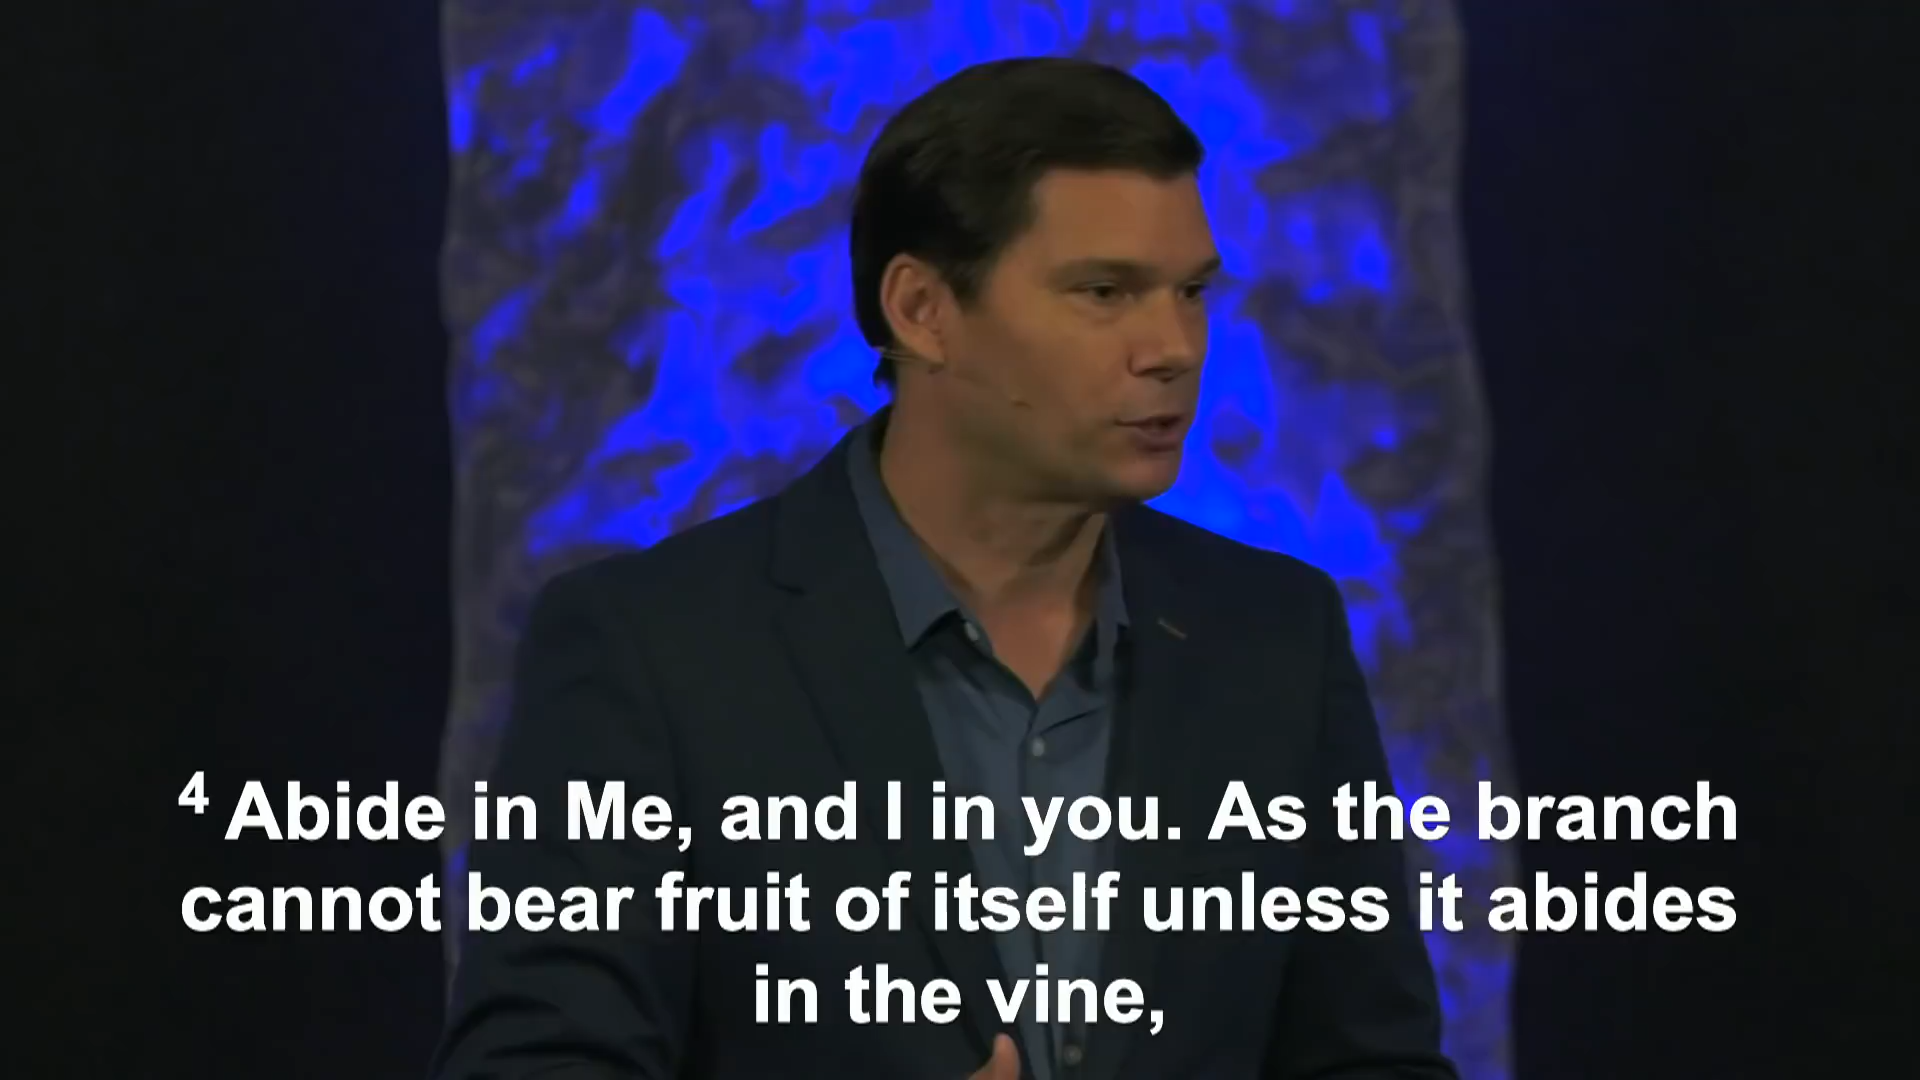 4 Abide in Me, and I in you. As the branch
cannot bear fruit of itself unless it abides
in the vine,